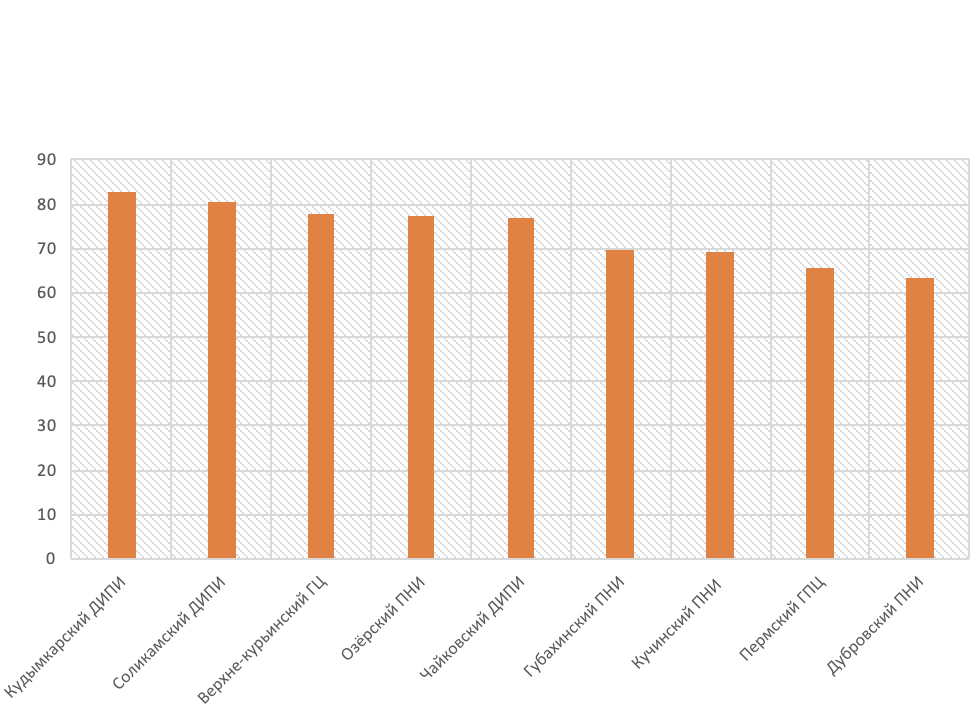 90
80
70
60
50
40
30
20
10
0
Кудымкарский ДИПИ
Соликамский ДИПИ
Верхне-курьинский ГЦ
Озёрский ПНИ
Чайковский ДИПИ
Губахинский ПНИ
Кучинский ПНИ
Пермский ГПЦ
Дубровский ПНИ